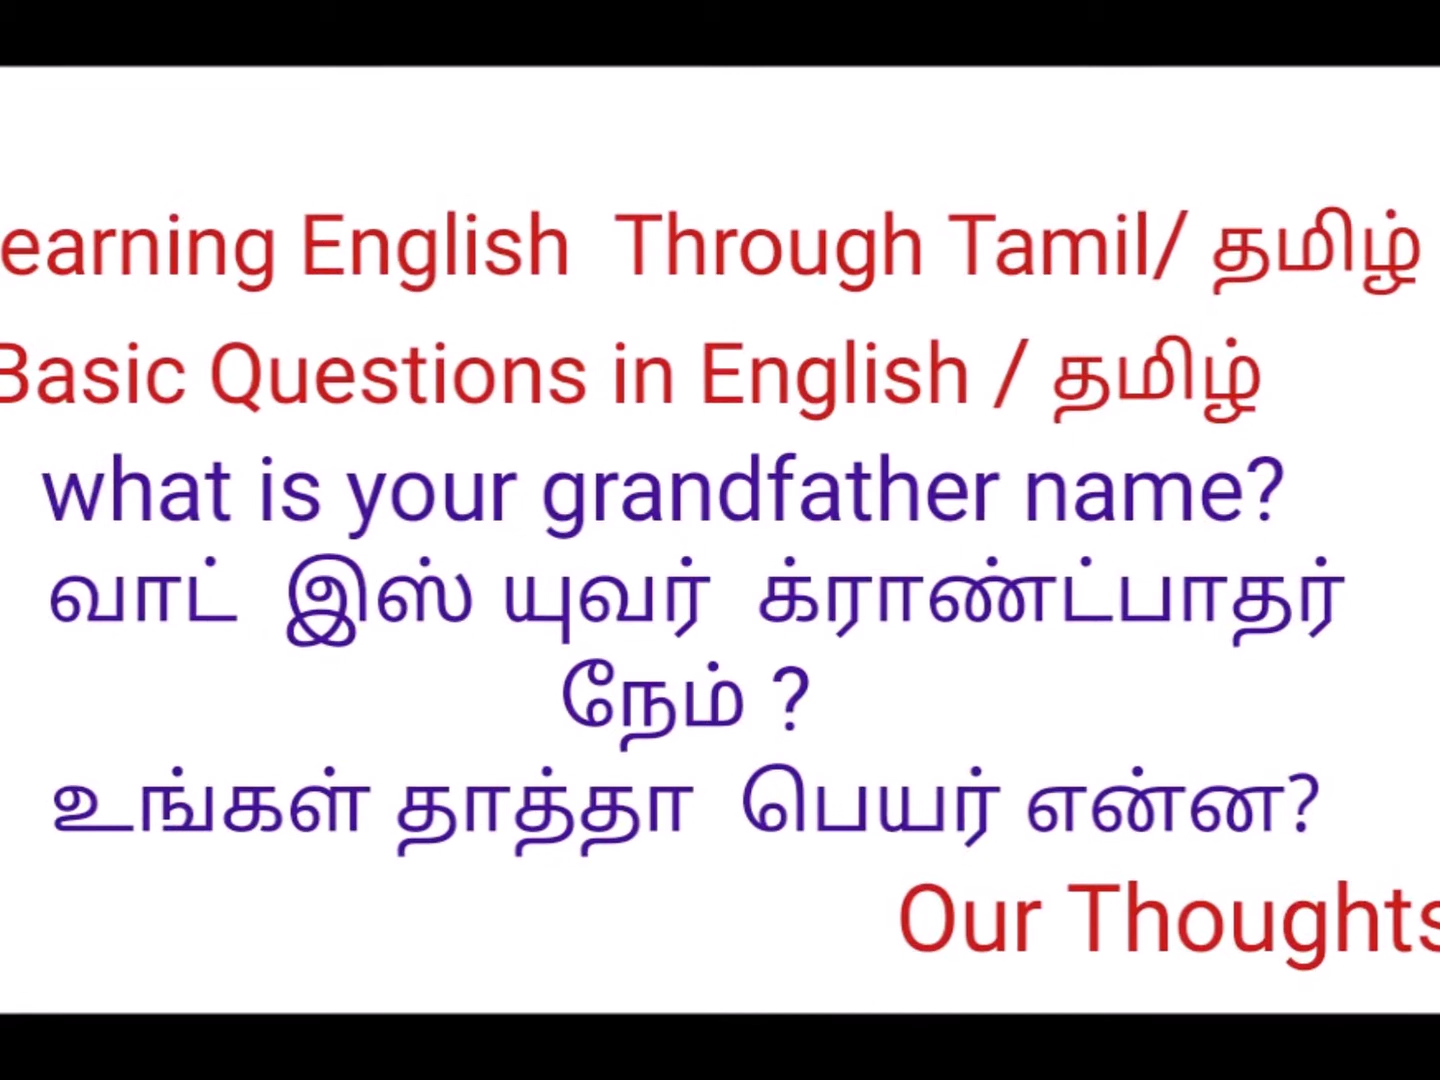 earning English Through Tamil/ தமிழ்
Basic Questions in English / தமிழ்
what is your grandfather name?
வாட் இஸ் யுவர் க்ராண்ட்பாதர்
நேம் ?
உங்கள் தாத்தா பெயர் என்ன?
Our Thoughts